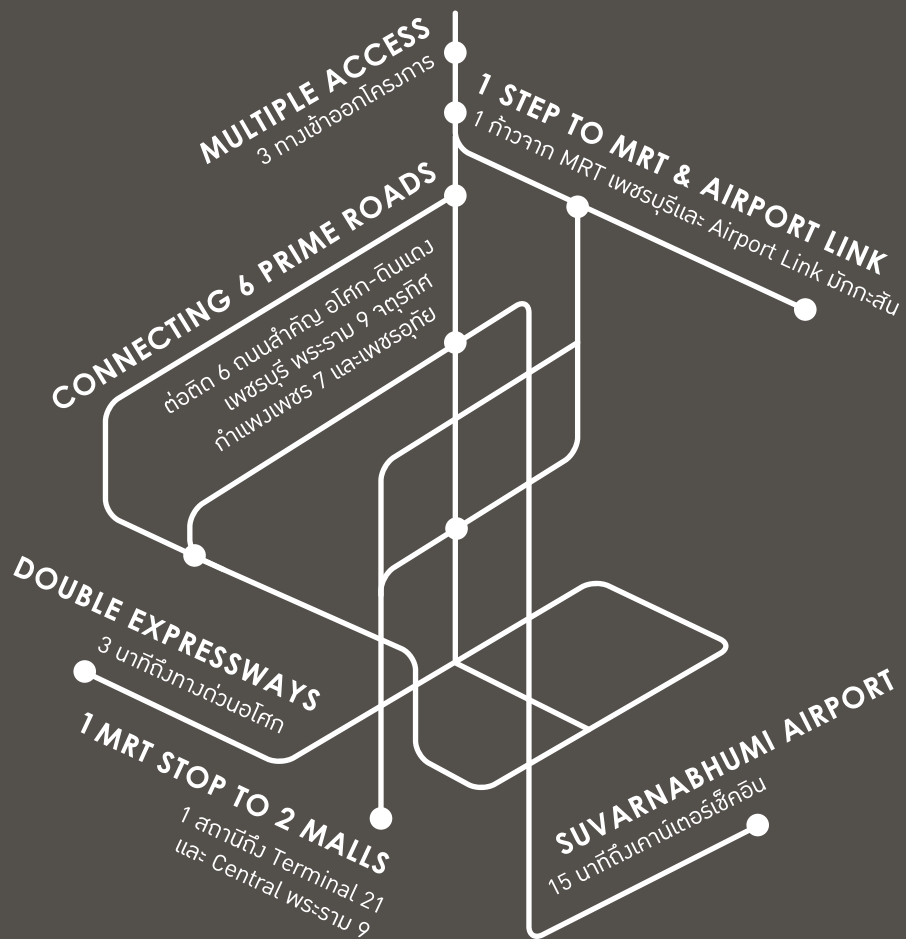 MULTIPLE ACCESS
3 ทางเข้าออกโครงการ
1 STEP TO MRT & AIRPORT LINK
1 ก้าวจาก MRT เพชรบุรีและ Airport Link มักกะสัน
CONNECTING 6 PRIME ROADS
ต่อติด 6 ถนนสำคัญ อโศก-ดินแดง
เพชรบุรี พระราม 9 จตุรทิศ
กำแพงเพชร 7 และเพชรอุทัย
DOUBLE EXPRESSWAYS
3 นาทีถึงทางด่วนอโศก
1 MRT STOP TO 2 MALLS
1 สถานีถึง Terminal 21
และ Central พระราม 9
SUVARNABHUMI AIRPORT
15 นาทีถึงเคาน์เตอร์เช็คอิน